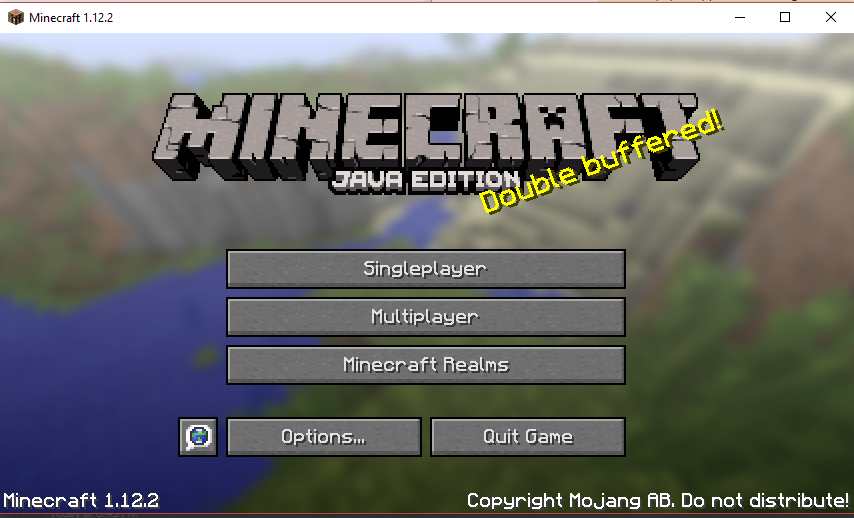 Minecraft 1.12.2
MINECRAFT
JAVA EDITION
Double buffered!
Singleplayer
Multiplayer
Minecraft Realms
Options...
Quit Game
Minecraft 1.12.2
Copyright Mojang AB. Do not distribute!